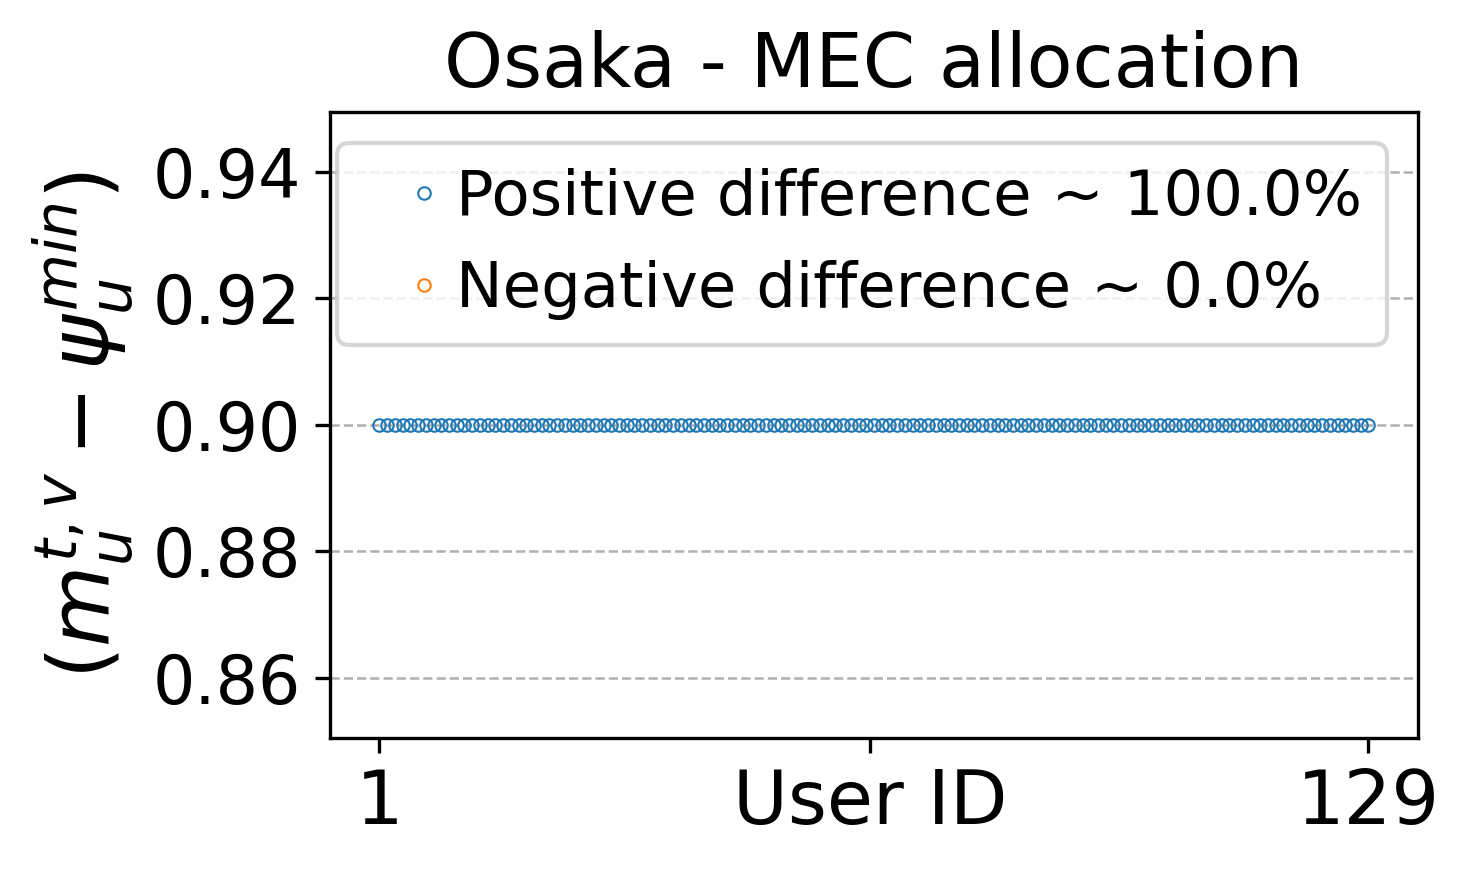 Osaka - MEC allocation
(m_u^{t,v} − ψ_u^{min})
0.94
0.92
0.90
0.88
0.86
Positive difference ~ 100.0%
Negative difference ~ 0.0%
1 User ID 129